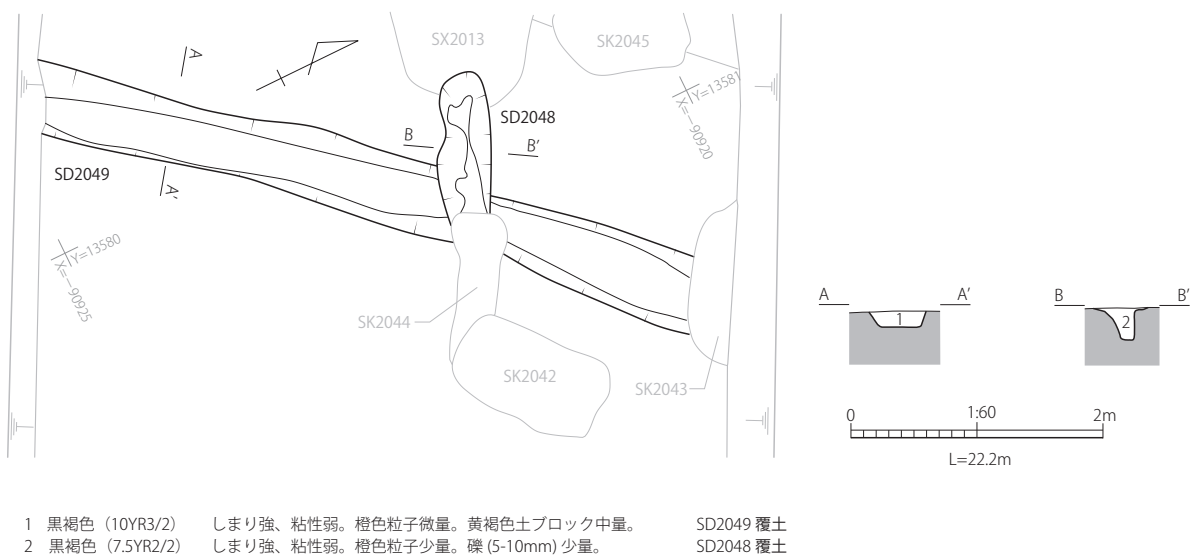 SX2013
SK2045
A
SD2048
Y=13581
X=－90920
B
B'
SD2049
A'
Y=13580
X=－90925
SK2044
SK2042
SK2043
A
A'
1
B
B'
2
0
1:60
2m
L=22.2m
1 黒褐色（10YR3/2） しまり強、粘性弱。橙色粒子微量。黄褐色土ブロック中量。 SD2049 覆土
2 黒褐色（7.5YR2/2） しまり強、粘性弱。橙色粒子少量。礫 (5-10mm) 少量。 SD2048 覆土